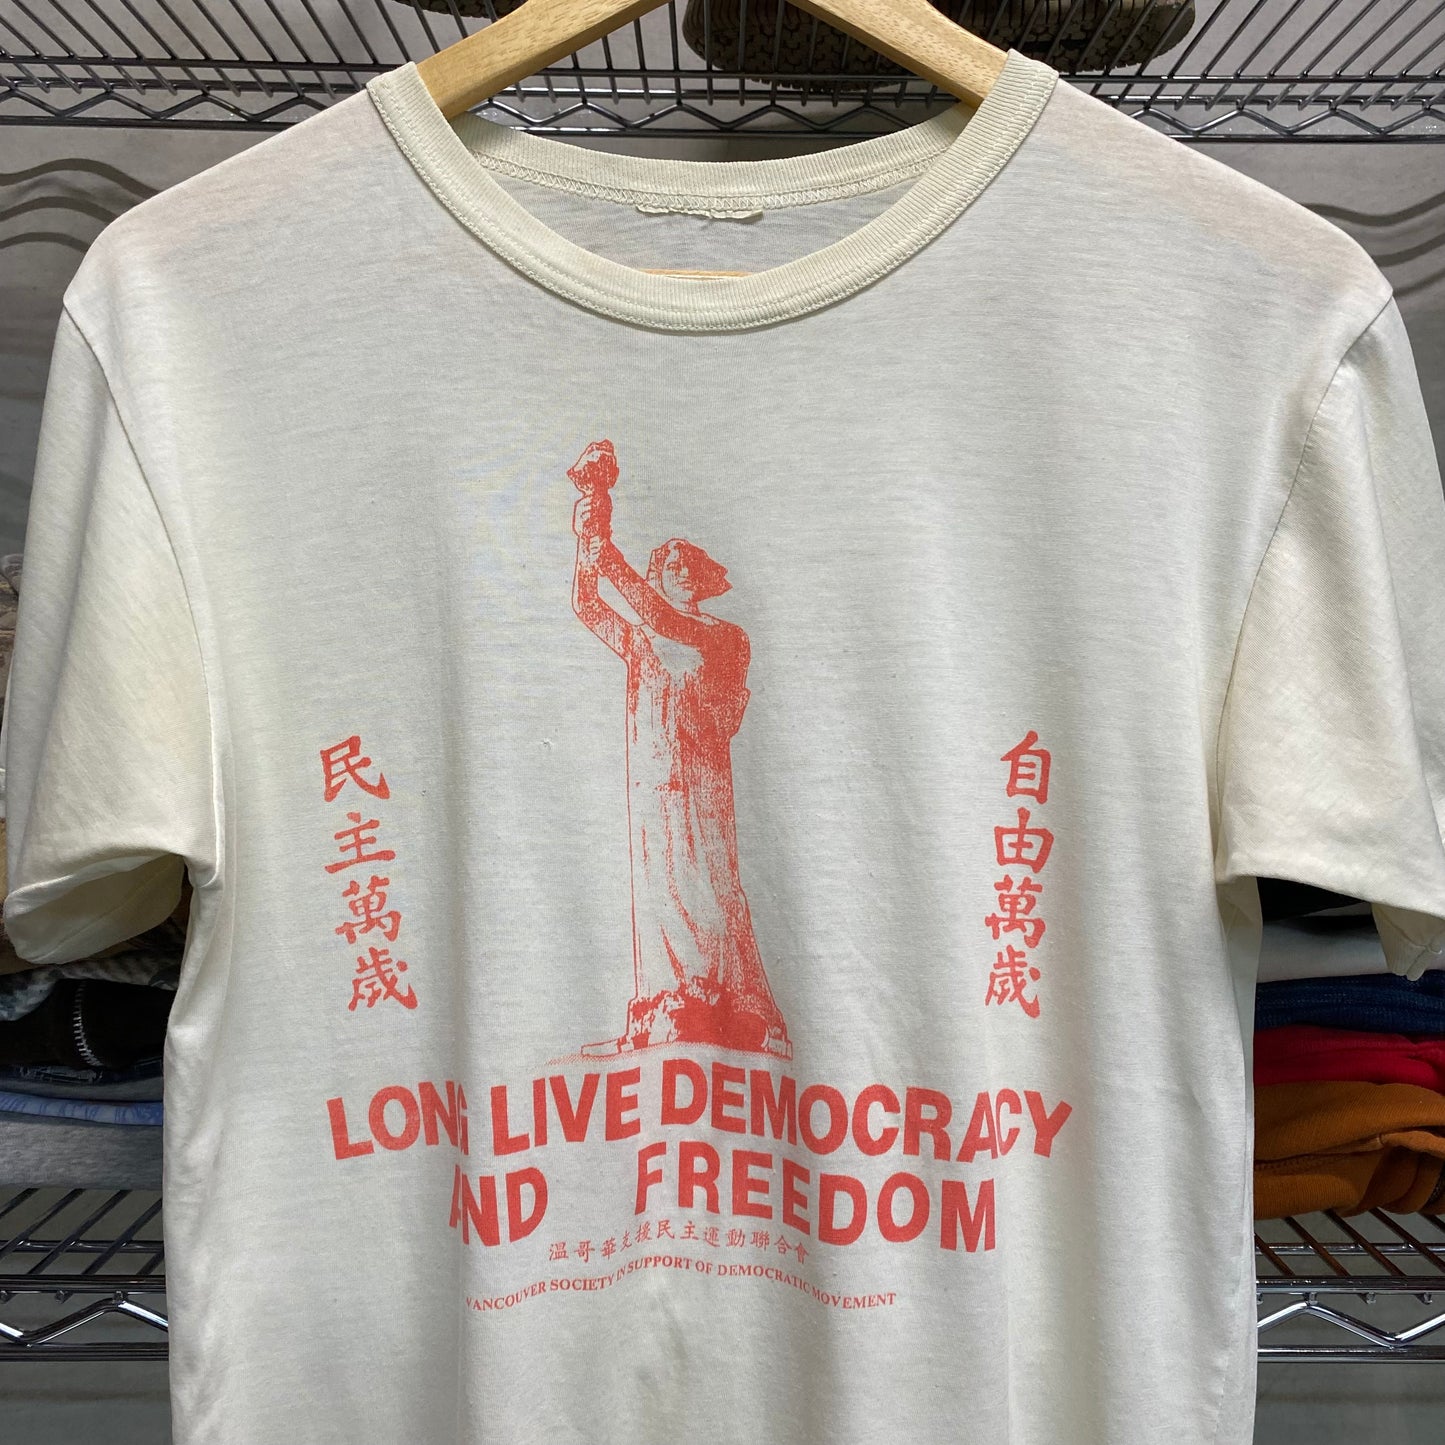 民主萬歲
自由萬歲
LONG LIVE DEMOCRACY
AND FREEDOM
溫哥華支援民主運動聯合會
VANCOUVER SOCIETY IN SUPPORT OF DEMOCRATIC MOVEMENT